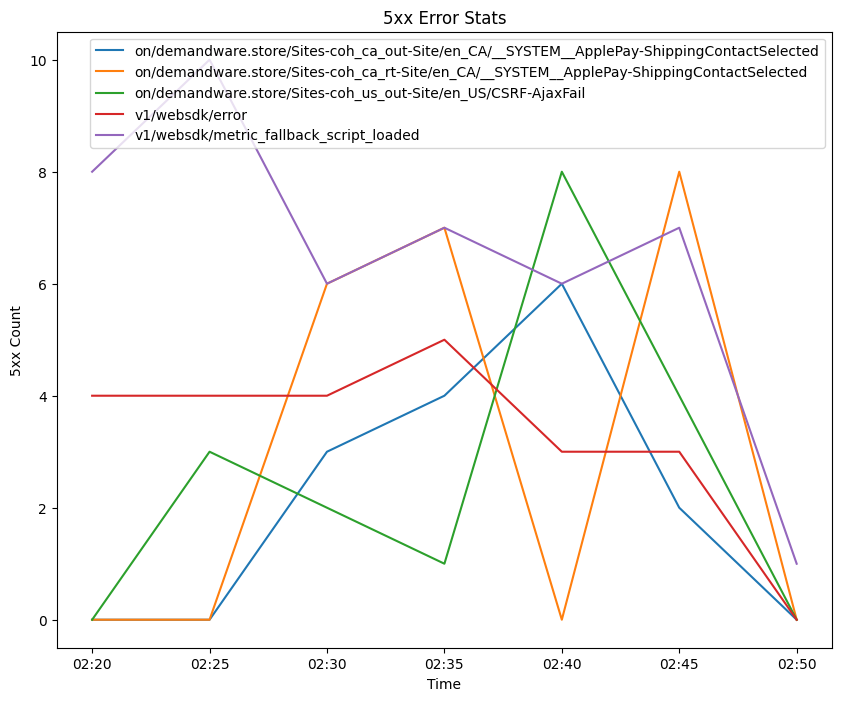 5xx Error Stats
on/demandware.store/Sites-coh_ca_out-Site/en_CA/__SYSTEM__ApplePay-ShippingContactSelected
on/demandware.store/Sites-coh_ca_rt-Site/en_CA/__SYSTEM__ApplePay-ShippingContactSelected
on/demandware.store/Sites-coh_us_out-Site/en_US/CSRF-AjaxFail
v1/websdk/error
v1/websdk/metric_fallback_script_loaded
10
8
6
4
2
0
5xx Count
02:20 02:25 02:30 02:35 02:40 02:45 02:50
Time